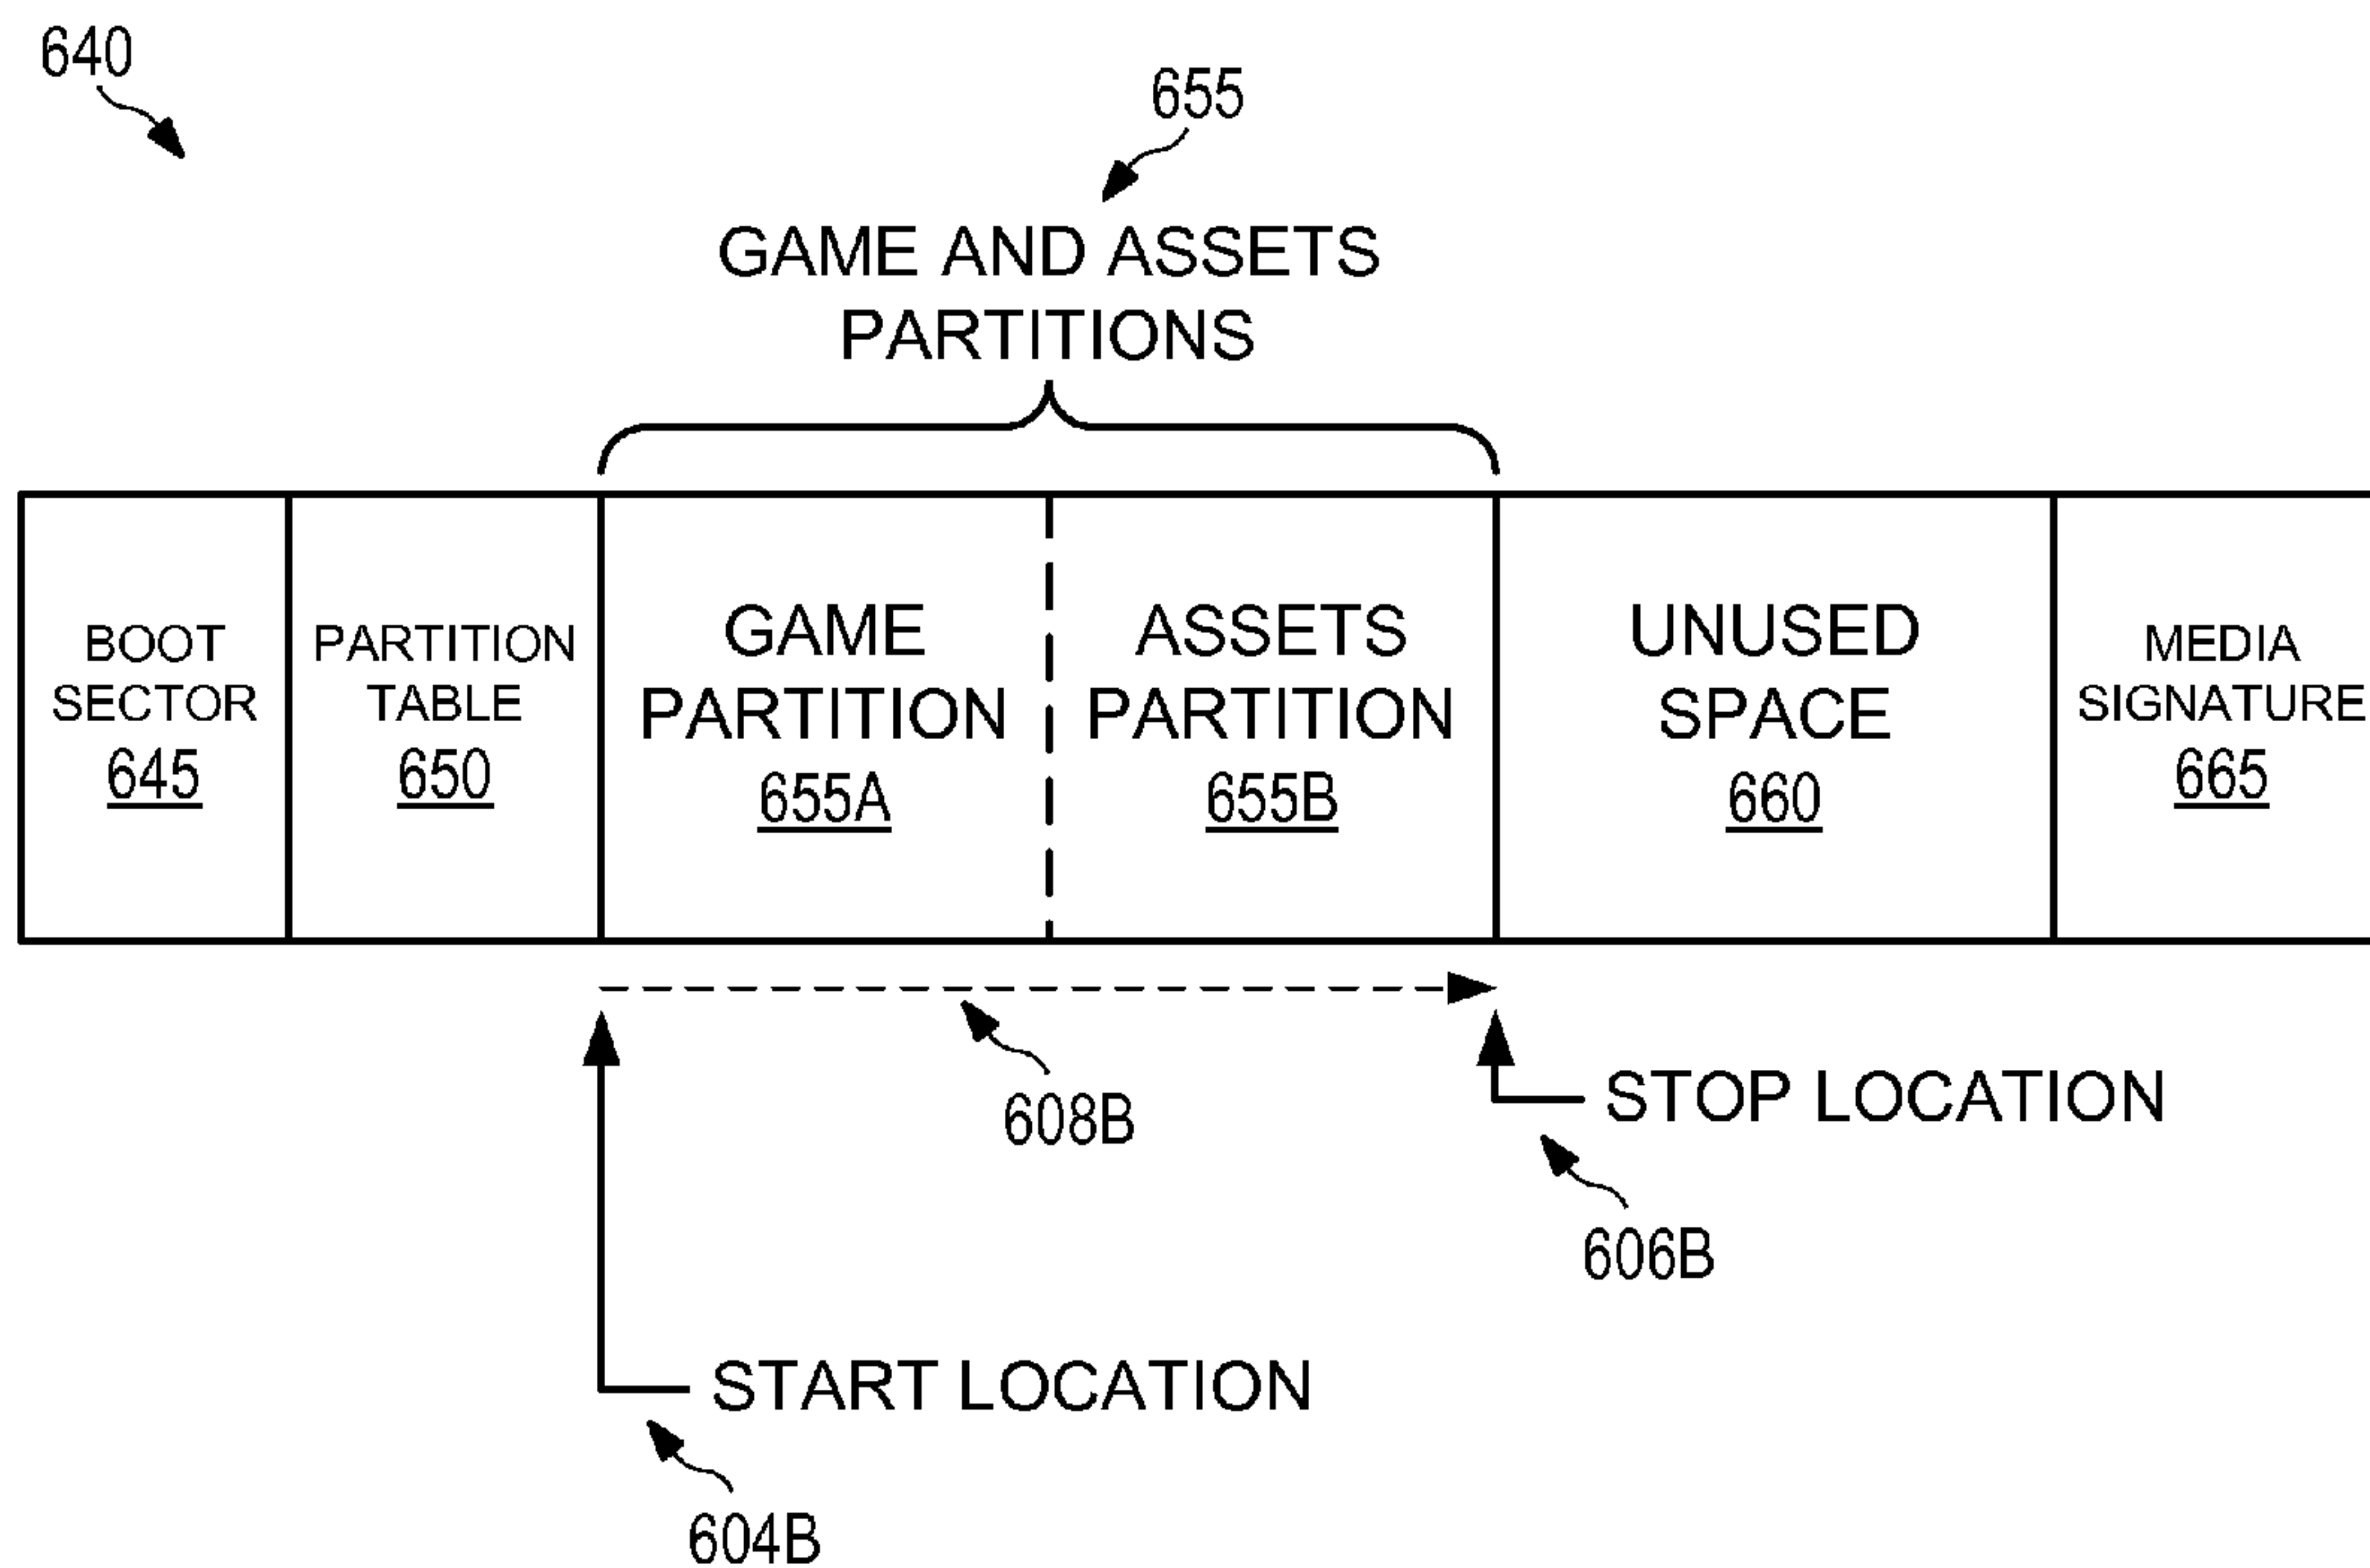 640
655
GAME AND ASSETS
PARTITIONS
BOOT
SECTOR
645
PARTITION
TABLE
650
GAME
PARTITION
655A
ASSETS
PARTITION
655B
UNUSED
SPACE
660
MEDIA
SIGNATURE
665
608B
STOP LOCATION
606B
START LOCATION
604B